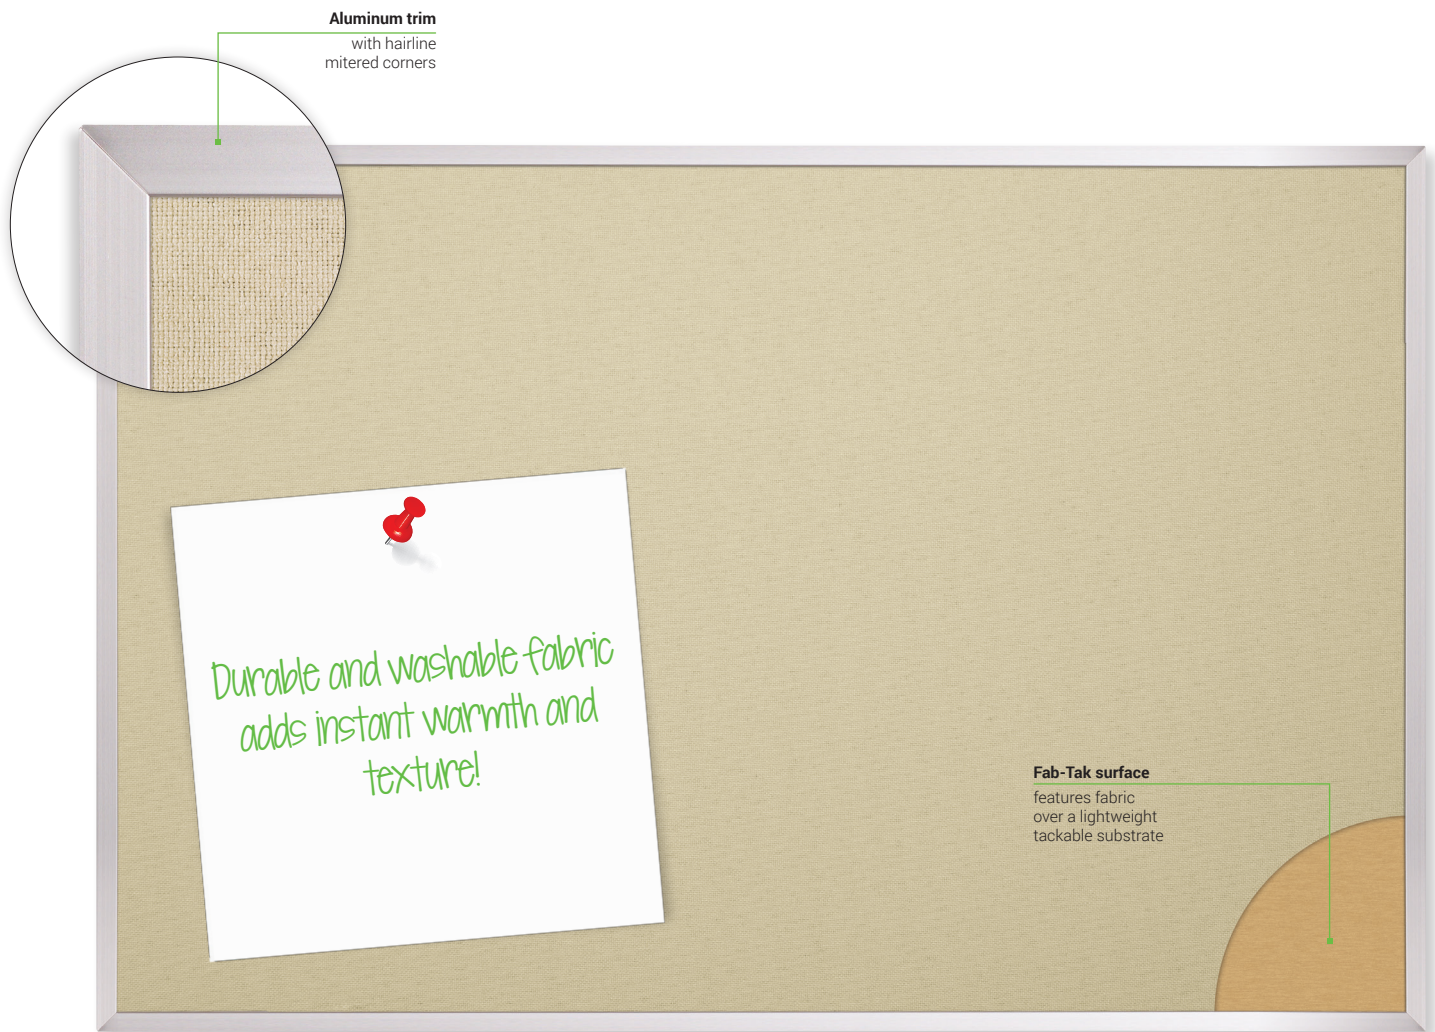 Aluminum trim
with hairline
mitered corners
Durable and washable fabric
adds instant warmth and
texture!
Fab-Tak surface
features fabric
over a lightweight
tackable substrate